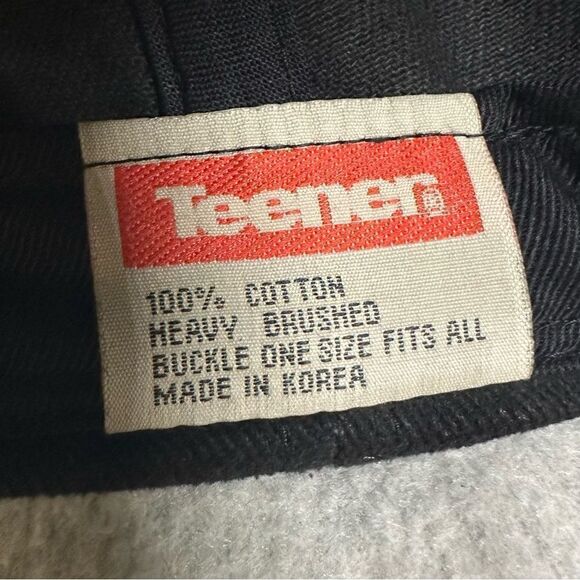 Teener
100% COTTON
HEAVY BRUSHED
BUCKLE ONE SIZE FITS ALL
MADE IN KOREA